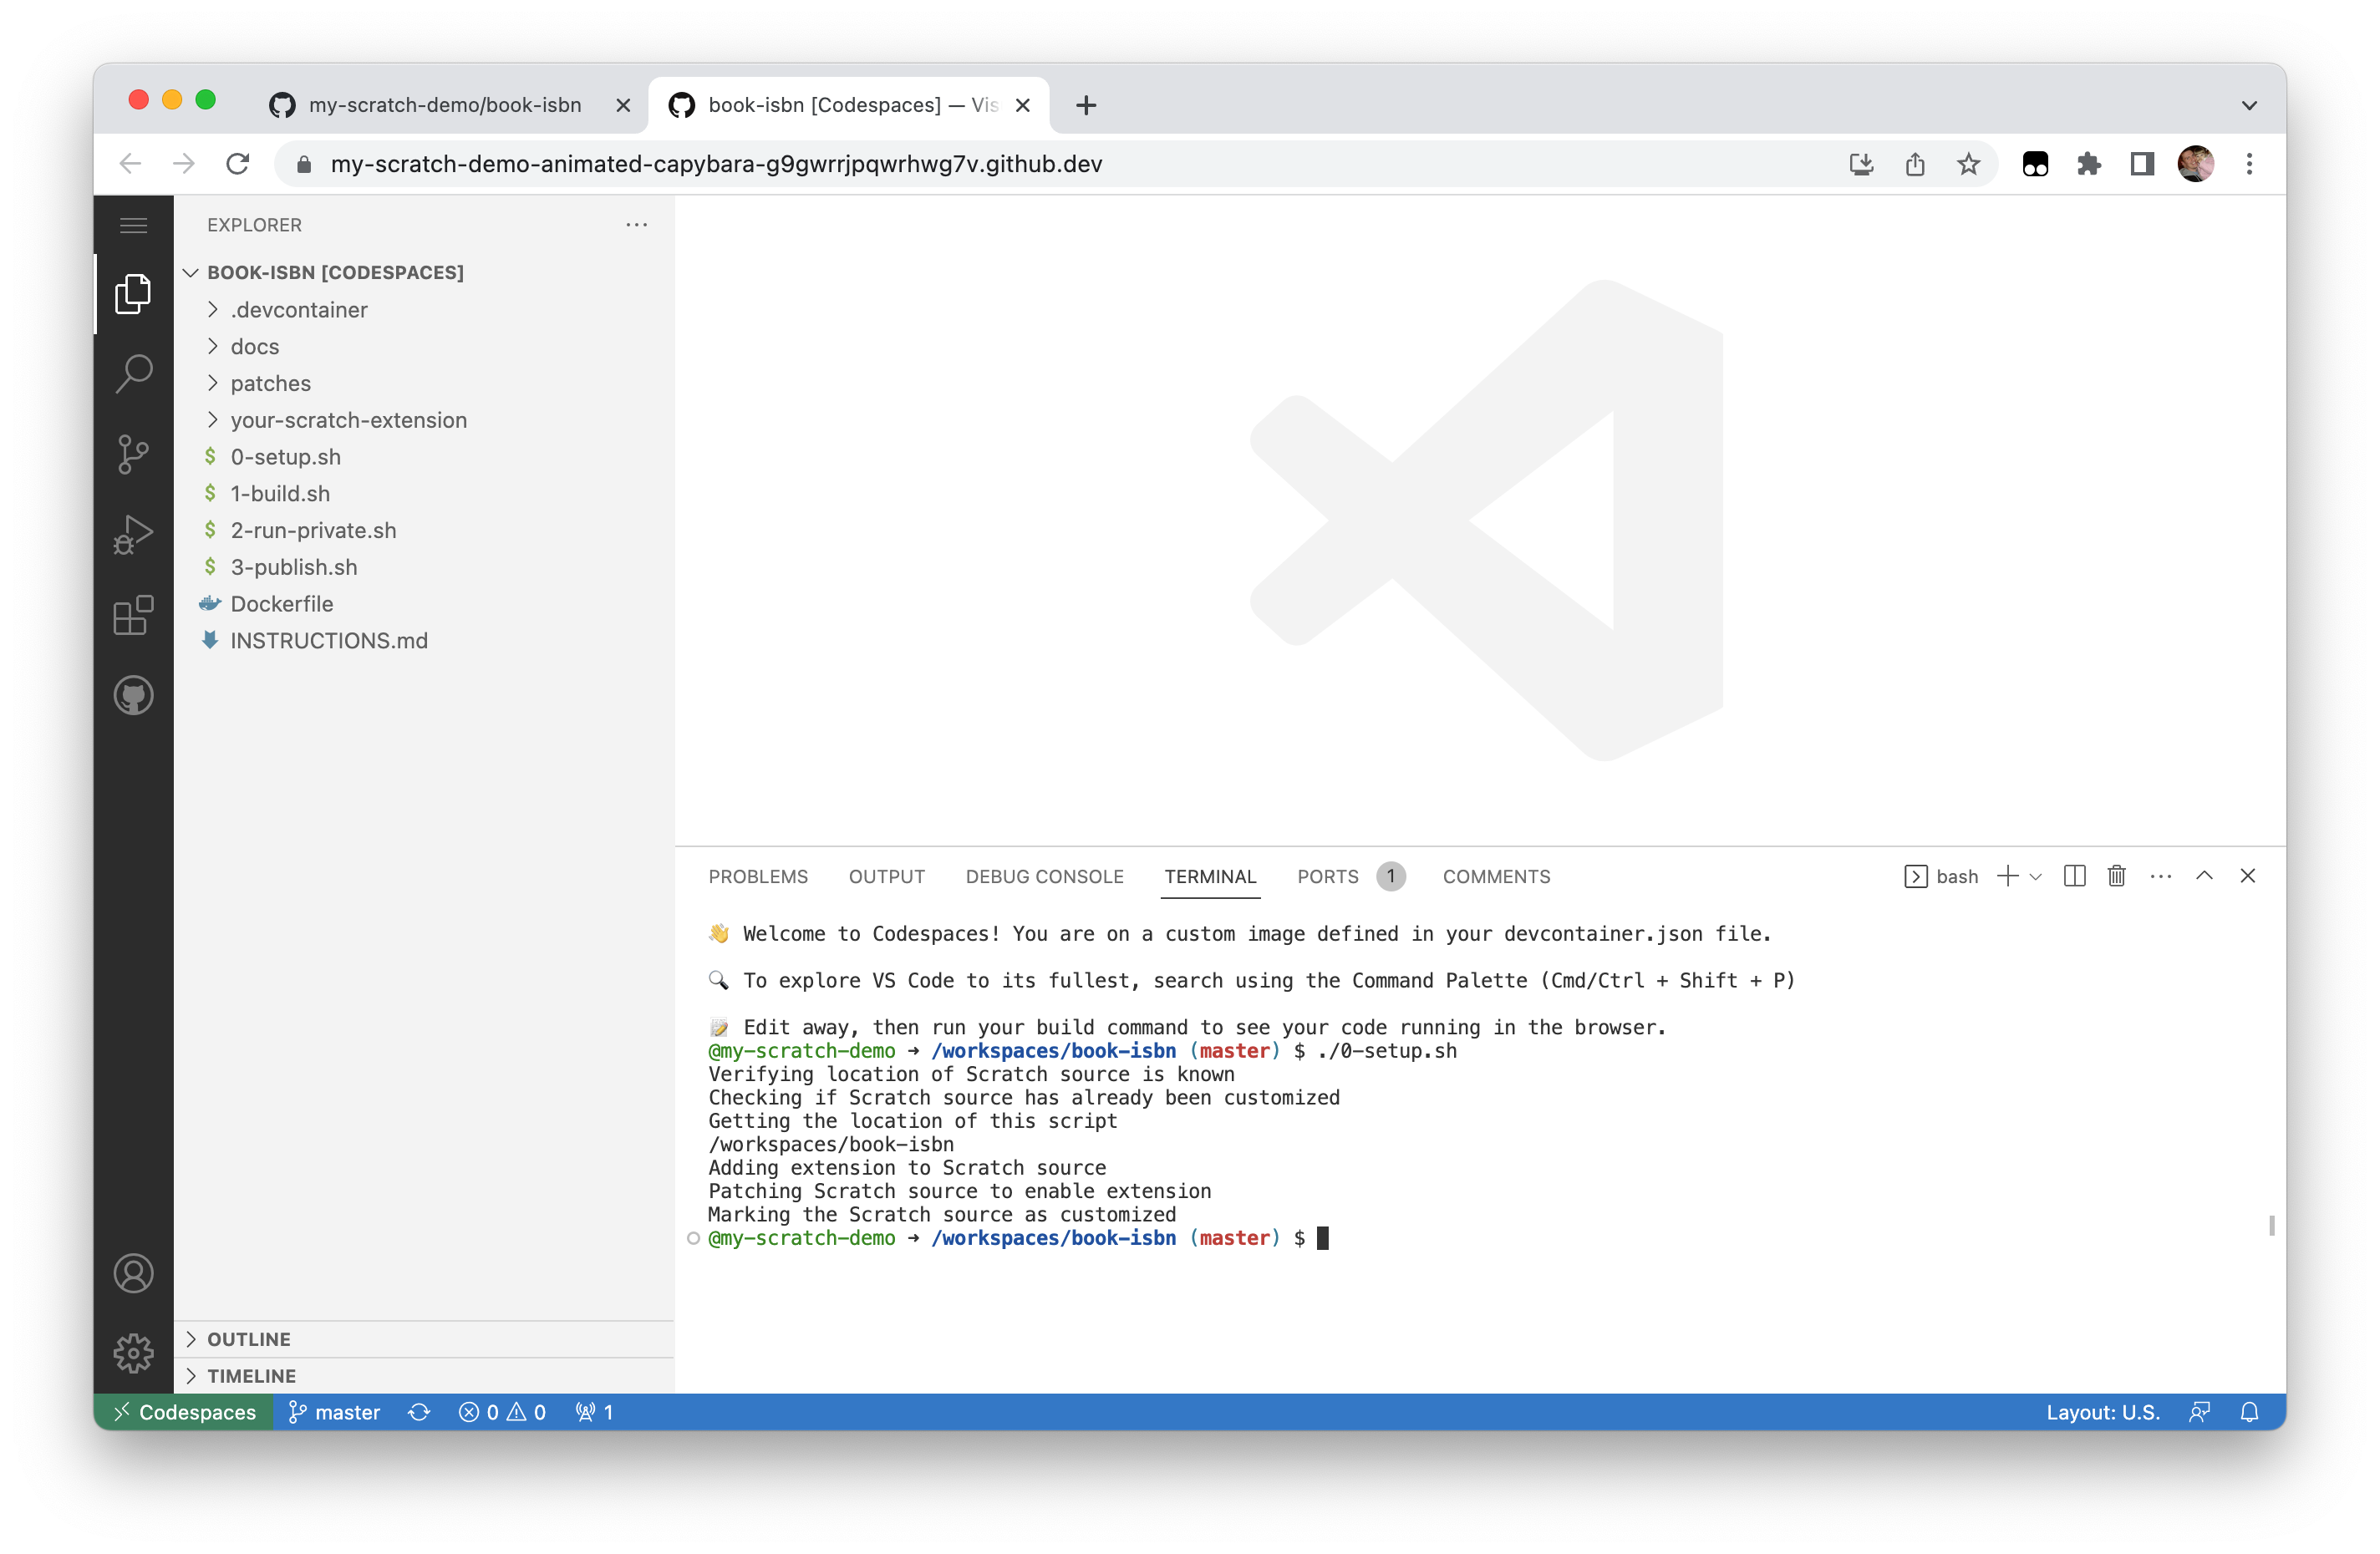 my-scratch-demo/book-isbn
book-isbn [Codespaces] — Vis
my-scratch-demo-animated-capybara-g9gwrrjpqwrhwg7v.github.dev
EXPLORER
BOOK-ISBN [CODESPACES]
.devcontainer
docs
patches
your-scratch-extension
$ 0-setup.sh
$ 1-build.sh
$ 2-run-private.sh
$ 3-publish.sh
Dockerfile
INSTRUCTIONS.md
OUTLINE
TIMELINE
PROBLEMS OUTPUT DEBUG CONSOLE TERMINAL PORTS 1 COMMENTS bash
👋 Welcome to Codespaces! You are on a custom image defined in your devcontainer.json file.
🔍 To explore VS Code to its fullest, search using the Command Palette (Cmd/Ctrl + Shift + P)
📝 Edit away, then run your build command to see your code running in the browser.
@my-scratch-demo → /workspaces/book-isbn (master) $ ./0-setup.sh
Verifying location of Scratch source is known
Checking if Scratch source has already been customized
Getting the location of this script
/workspaces/book-isbn
Adding extension to Scratch source
Patching Scratch source to enable extension
Marking the Scratch source as customized
@my-scratch-demo → /workspaces/book-isbn (master) $
Codespaces master 0 0 1 Layout: U.S.